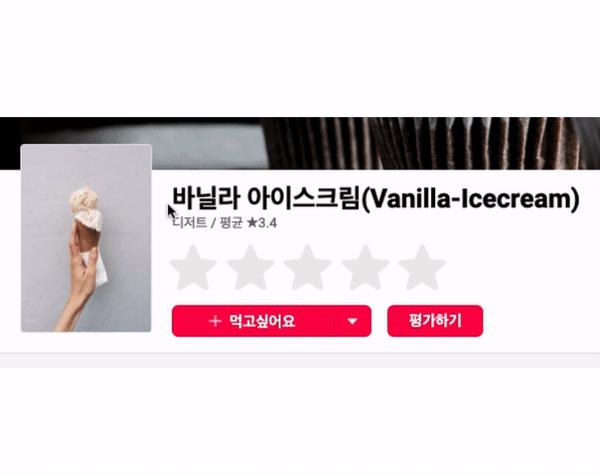 바닐라 아이스크림(Vanilla-Icecream)
디저트 / 평균 ★3.4
+ 먹고싶어요
평가하기